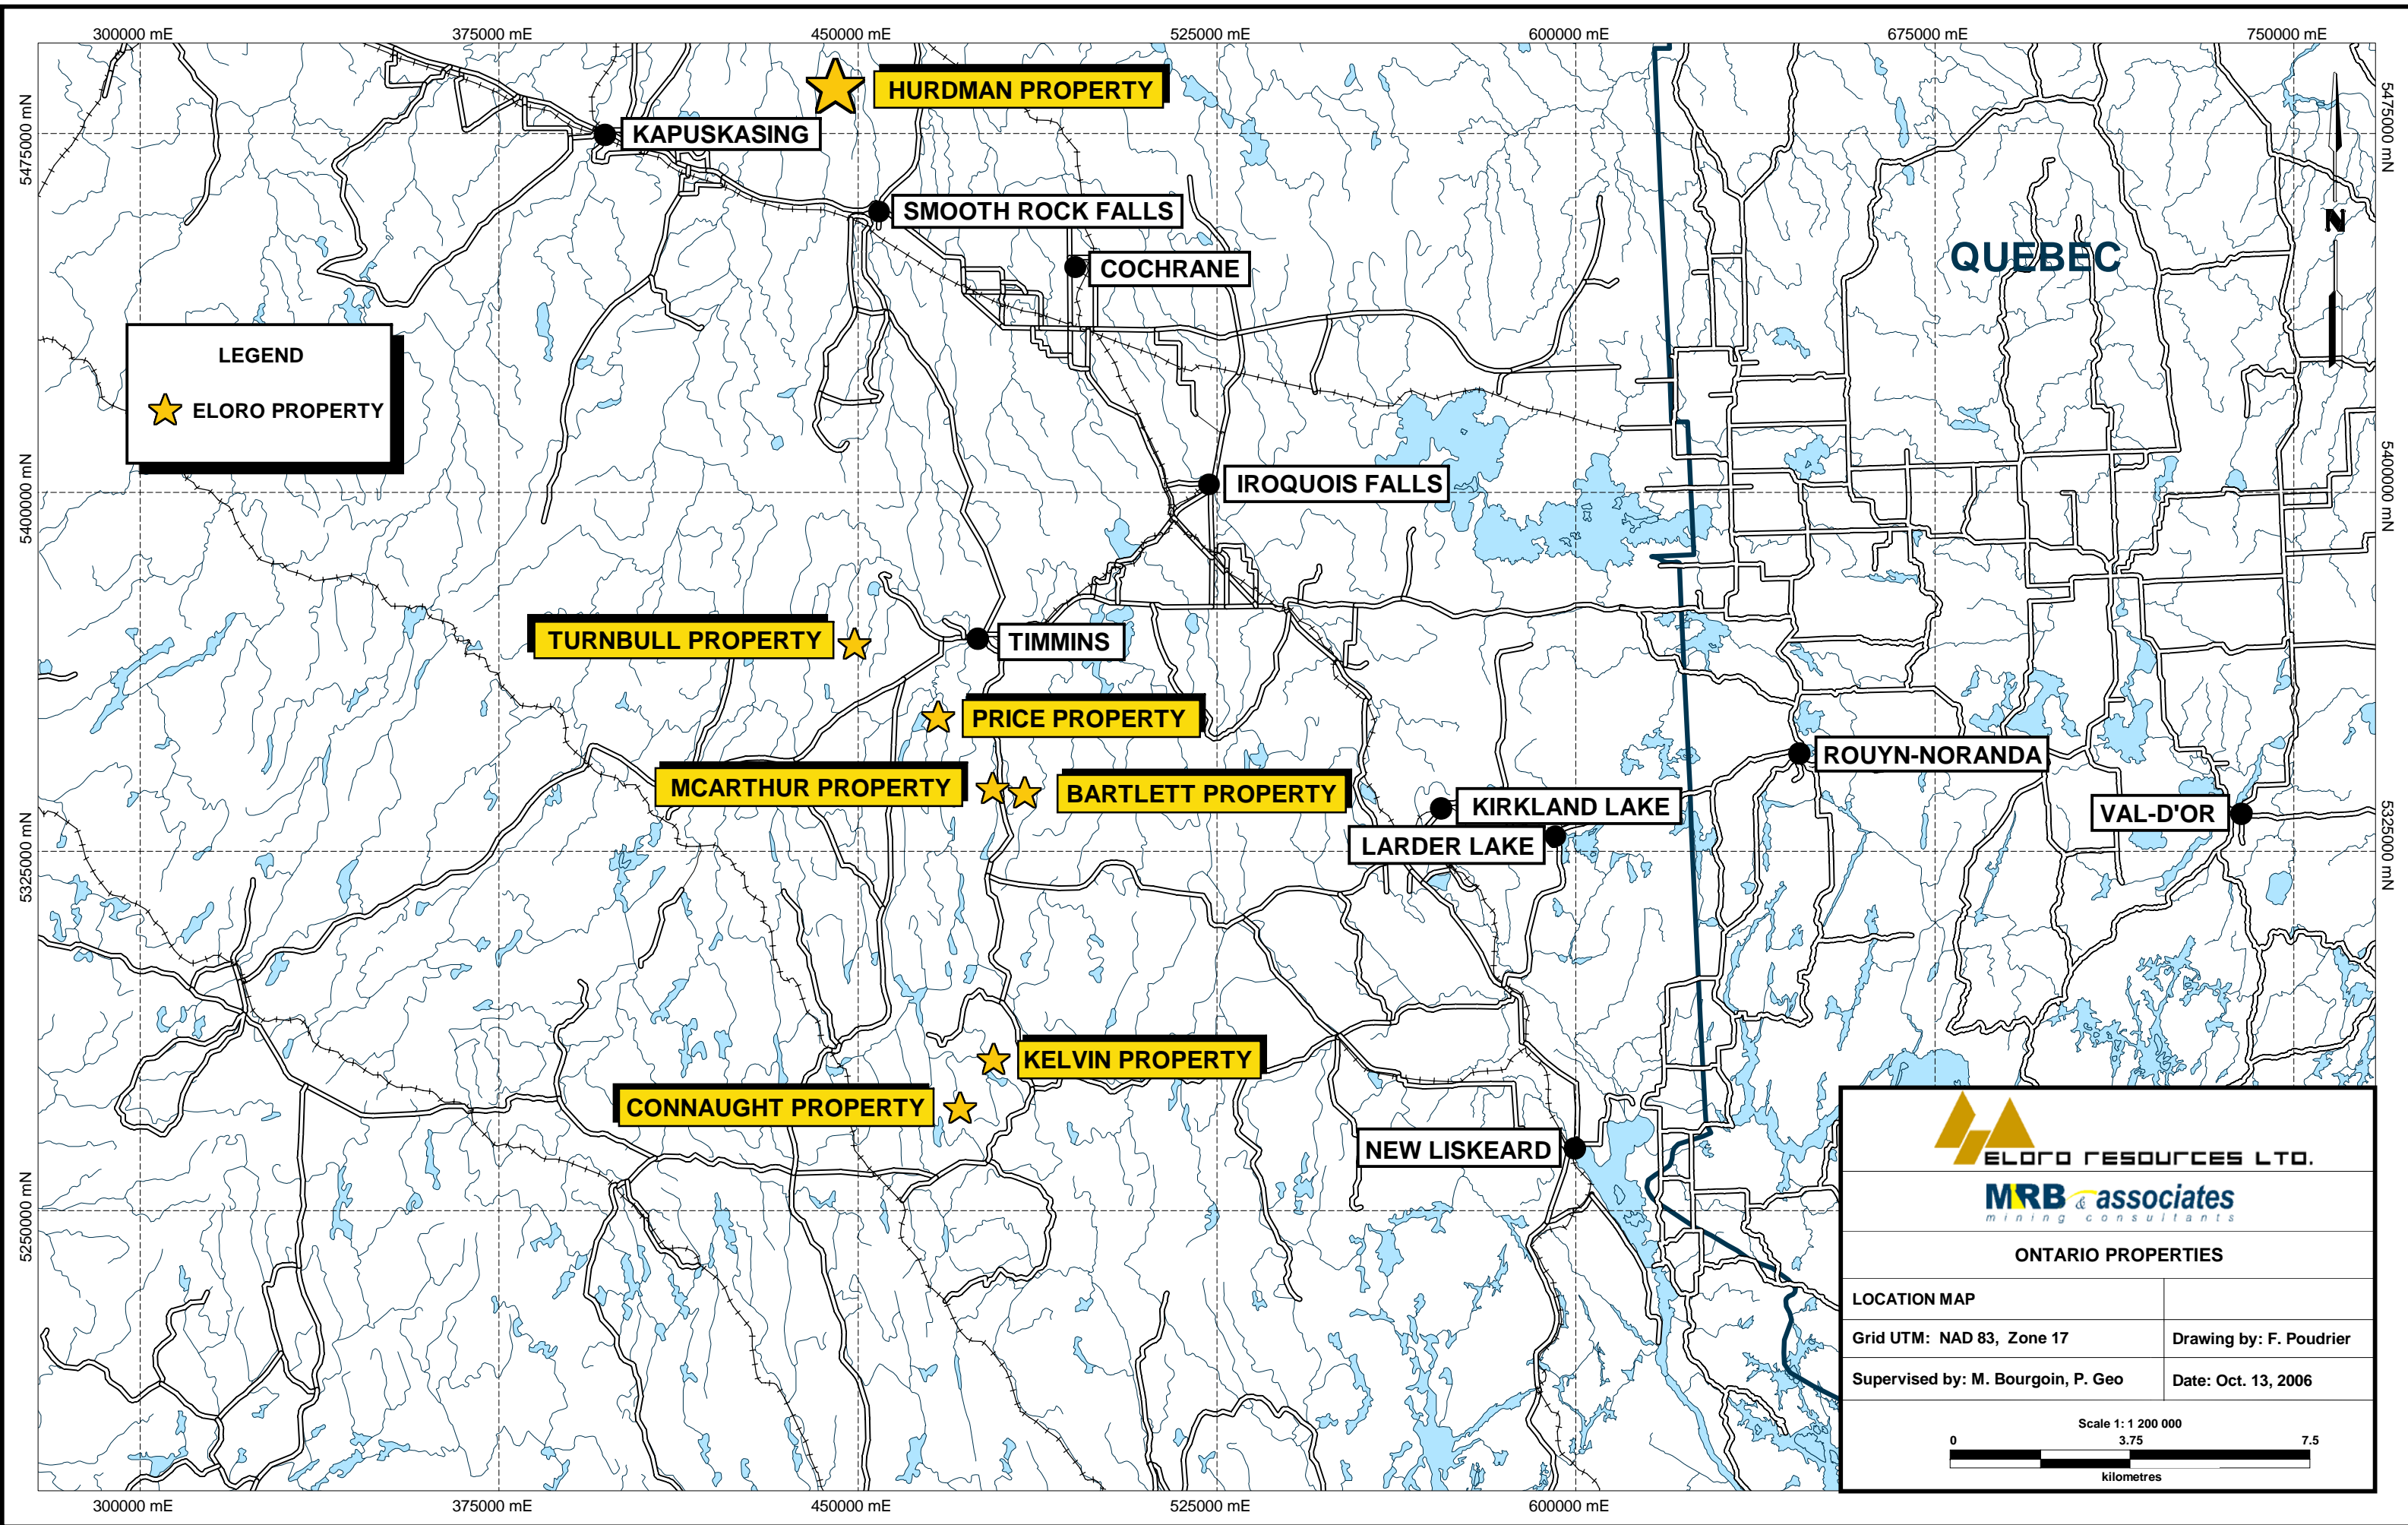 300000 mE
375000 mE
450000 mE
525000 mE
600000 mE
675000 mE
750000 mE
HURDMAN PROPERTY
5475000 mN
5475000 mN
KAPUSKASING
SMOOTH ROCK FALLS
N
QUEBEC
COCHRANE
LEGEND
ELORO PROPERTY
IROQUOIS FALLS
5400000 mN
5400000 mN
TURNBULL PROPERTY
TIMMINS
PRICE PROPERTY
ROUYN-NORANDA
MCARTHUR PROPERTY
BARTLETT PROPERTY
KIRKLAND LAKE
VAL-D'OR
LARDER LAKE
5325000 mN
5325000 mN
KELVIN PROPERTY
CONNAUGHT PROPERTY
NEW LISKEARD
5250000 mN
ELORO RESOURCES LTD.
MRB & associates
mining consultants
ONTARIO PROPERTIES
LOCATION MAP
Grid UTM: NAD 83, Zone 17
Drawing by: F. Poudrier
Supervised by: M. Bourgoin, P. Geo
Date: Oct. 13, 2006
Scale 1: 1 200 000
0 3.75 7.5
kilometres
300000 mE
375000 mE
450000 mE
525000 mE
600000 mE